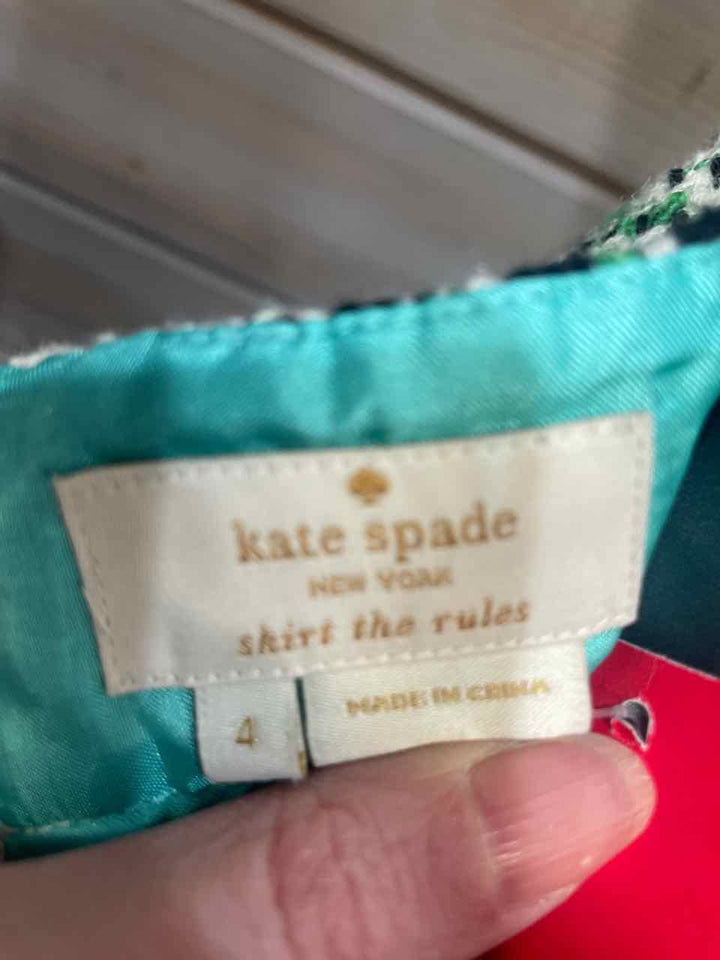 kate spade
NEW YORK
skirt the rules
4
MADE IN CHINA